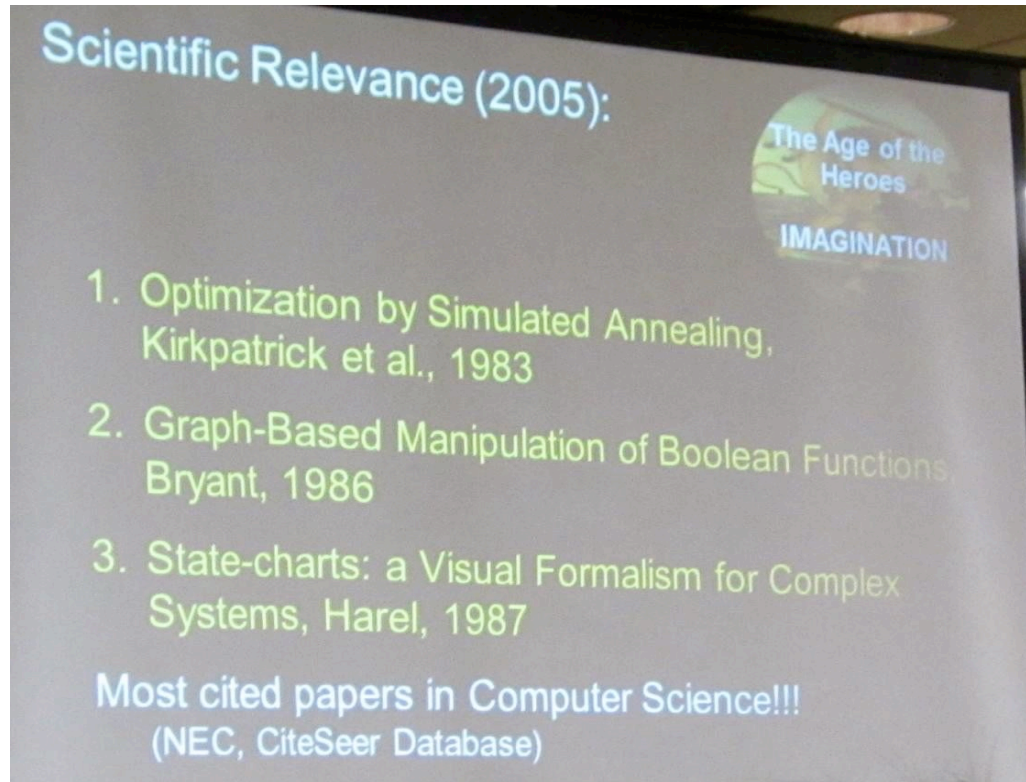 Scientific Relevance (2005):
The Age of the
Heroes
IMAGINATION
1. Optimization by Simulated Annealing,
Kirkpatrick et al., 1983
2. Graph-Based Manipulation of Boolean Functions,
Bryant, 1986
3. State-charts: a Visual Formalism for Complex
Systems, Harel, 1987
Most cited papers in Computer Science!!!
(NEC, CiteSeer Database)